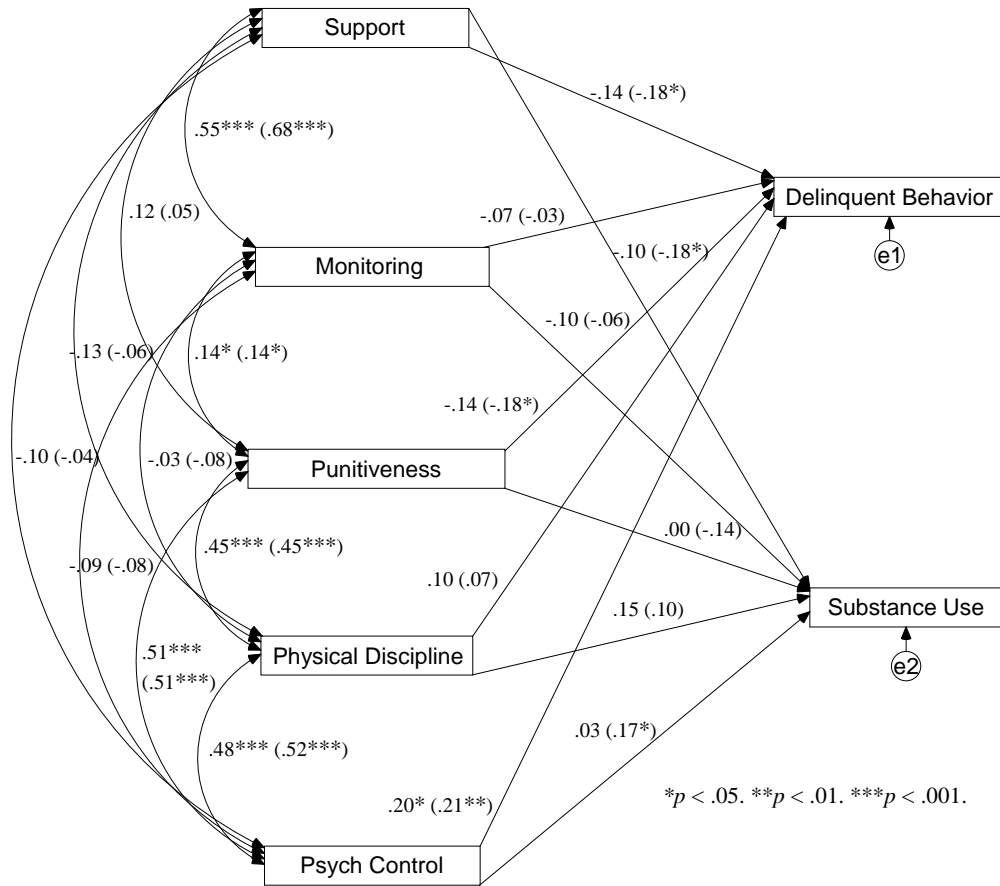 Support
-.14 (-.18*)
.55*** (.68***)
Delinquent Behavior
.12 (.05)
-.07 (-.03)
e1
-.10 (-.18*)
Monitoring
-.10 (-.06)
-.13 (-.06)
.14* (.14*)
-.14 (-.18*)
-.10 (-.04)
-.03 (-.08)
Punitiveness
.00 (-.14)
.45*** (.45***)
-.09 (-.08)
.10 (.07)
.15 (.10)
Substance Use
.51***
(.51***)
Physical Discipline
e2
.03 (.17*)
.48*** (.52***)
.20* (.21**)
*p < .05. **p < .01. ***p < .001.
Psych Control